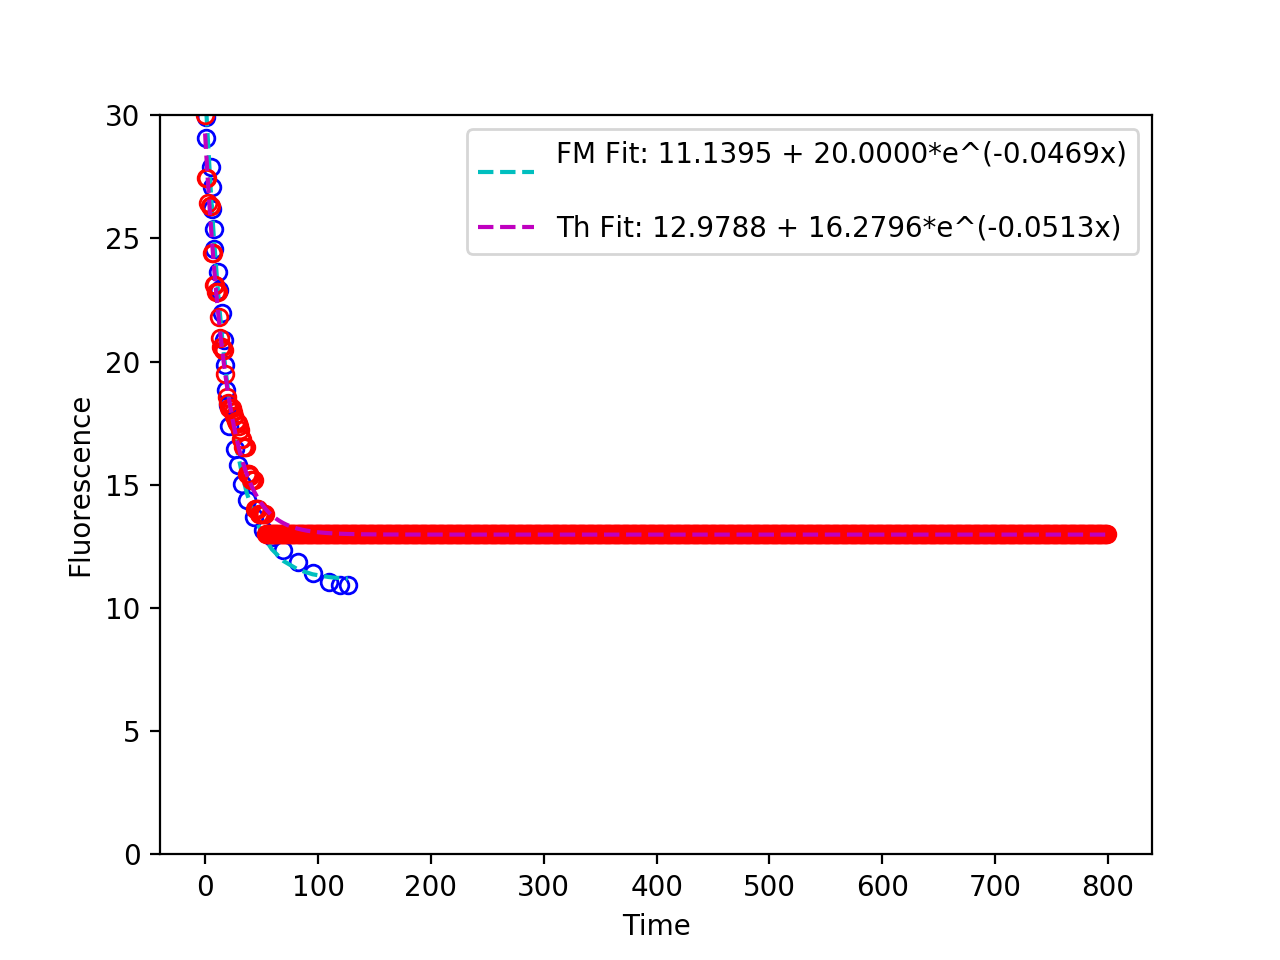 30
25
20
15
10
5
0
Fluorescence
FM Fit: 11.1395 + 20.0000*e^(-0.0469x)
Th Fit: 12.9788 + 16.2796*e^(-0.0513x)
0 100 200 300 400 500 600 700 800
Time